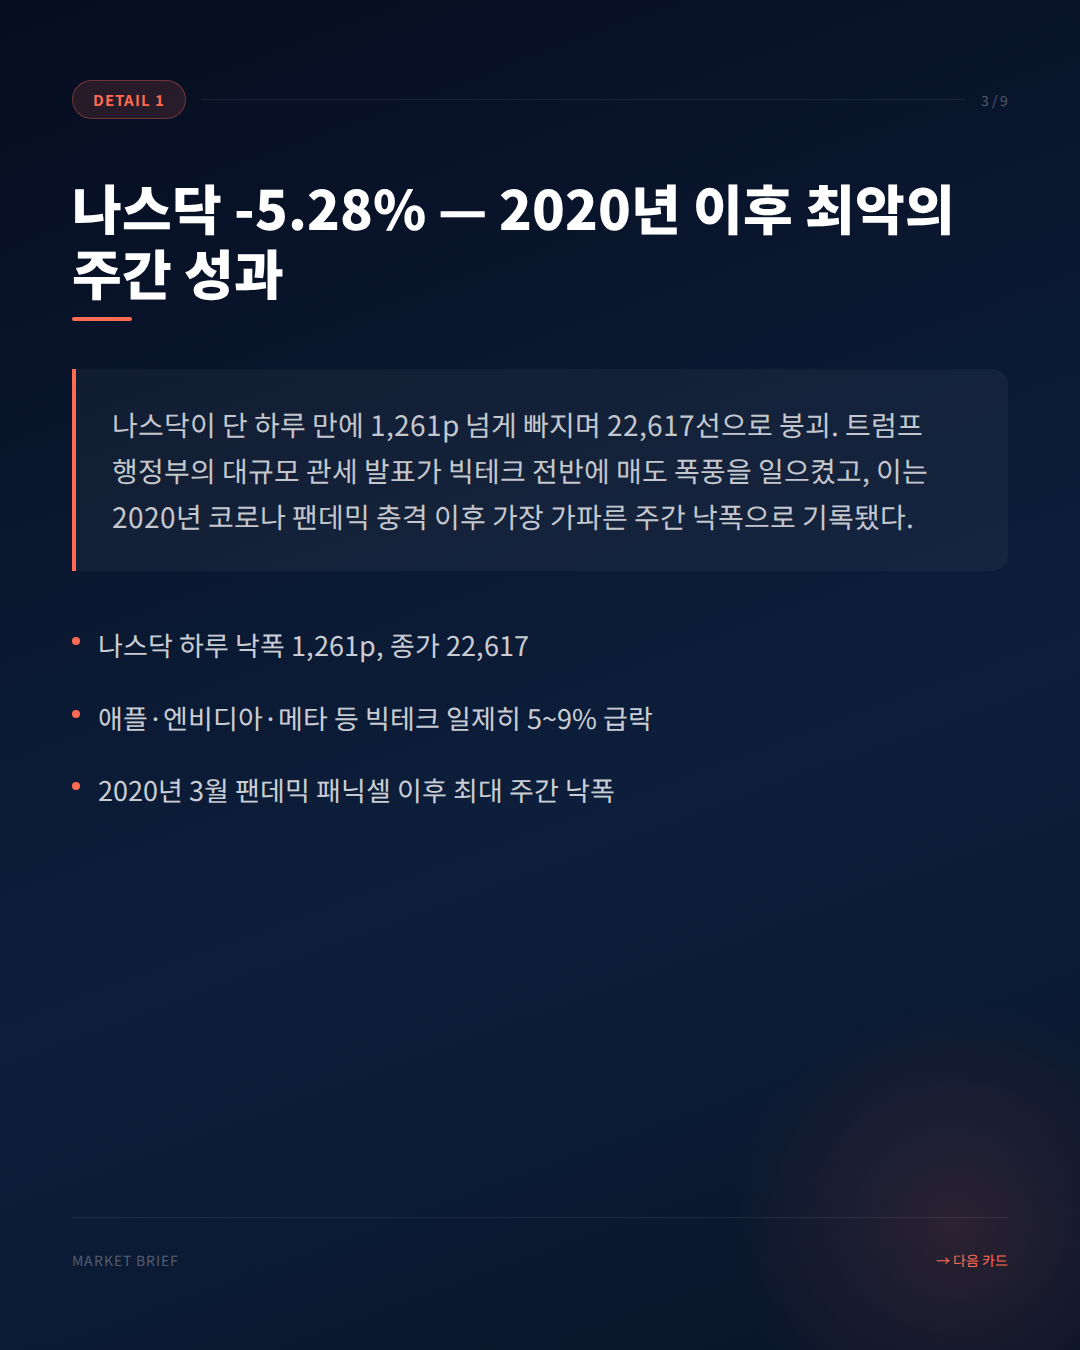 DETAIL 1
3 / 9
나스닥 -5.28% — 2020년 이후 최악의
주간 성과
나스닥이 단 하루 만에 1,261p 넘게 빠지며 22,617선으로 붕괴. 트럼프
행정부의 대규모 관세 발표가 빅테크 전반에 매도 폭풍을 일으켰고, 이는
2020년 코로나 팬데믹 충격 이후 가장 가파른 주간 낙폭으로 기록됐다.
• 나스닥 하루 낙폭 1,261p, 종가 22,617
• 애플·엔비디아·메타 등 빅테크 일제히 5~9% 급락
• 2020년 3월 팬데믹 패닉셀 이후 최대 주간 낙폭
MARKET BRIEF
→ 다음 카드